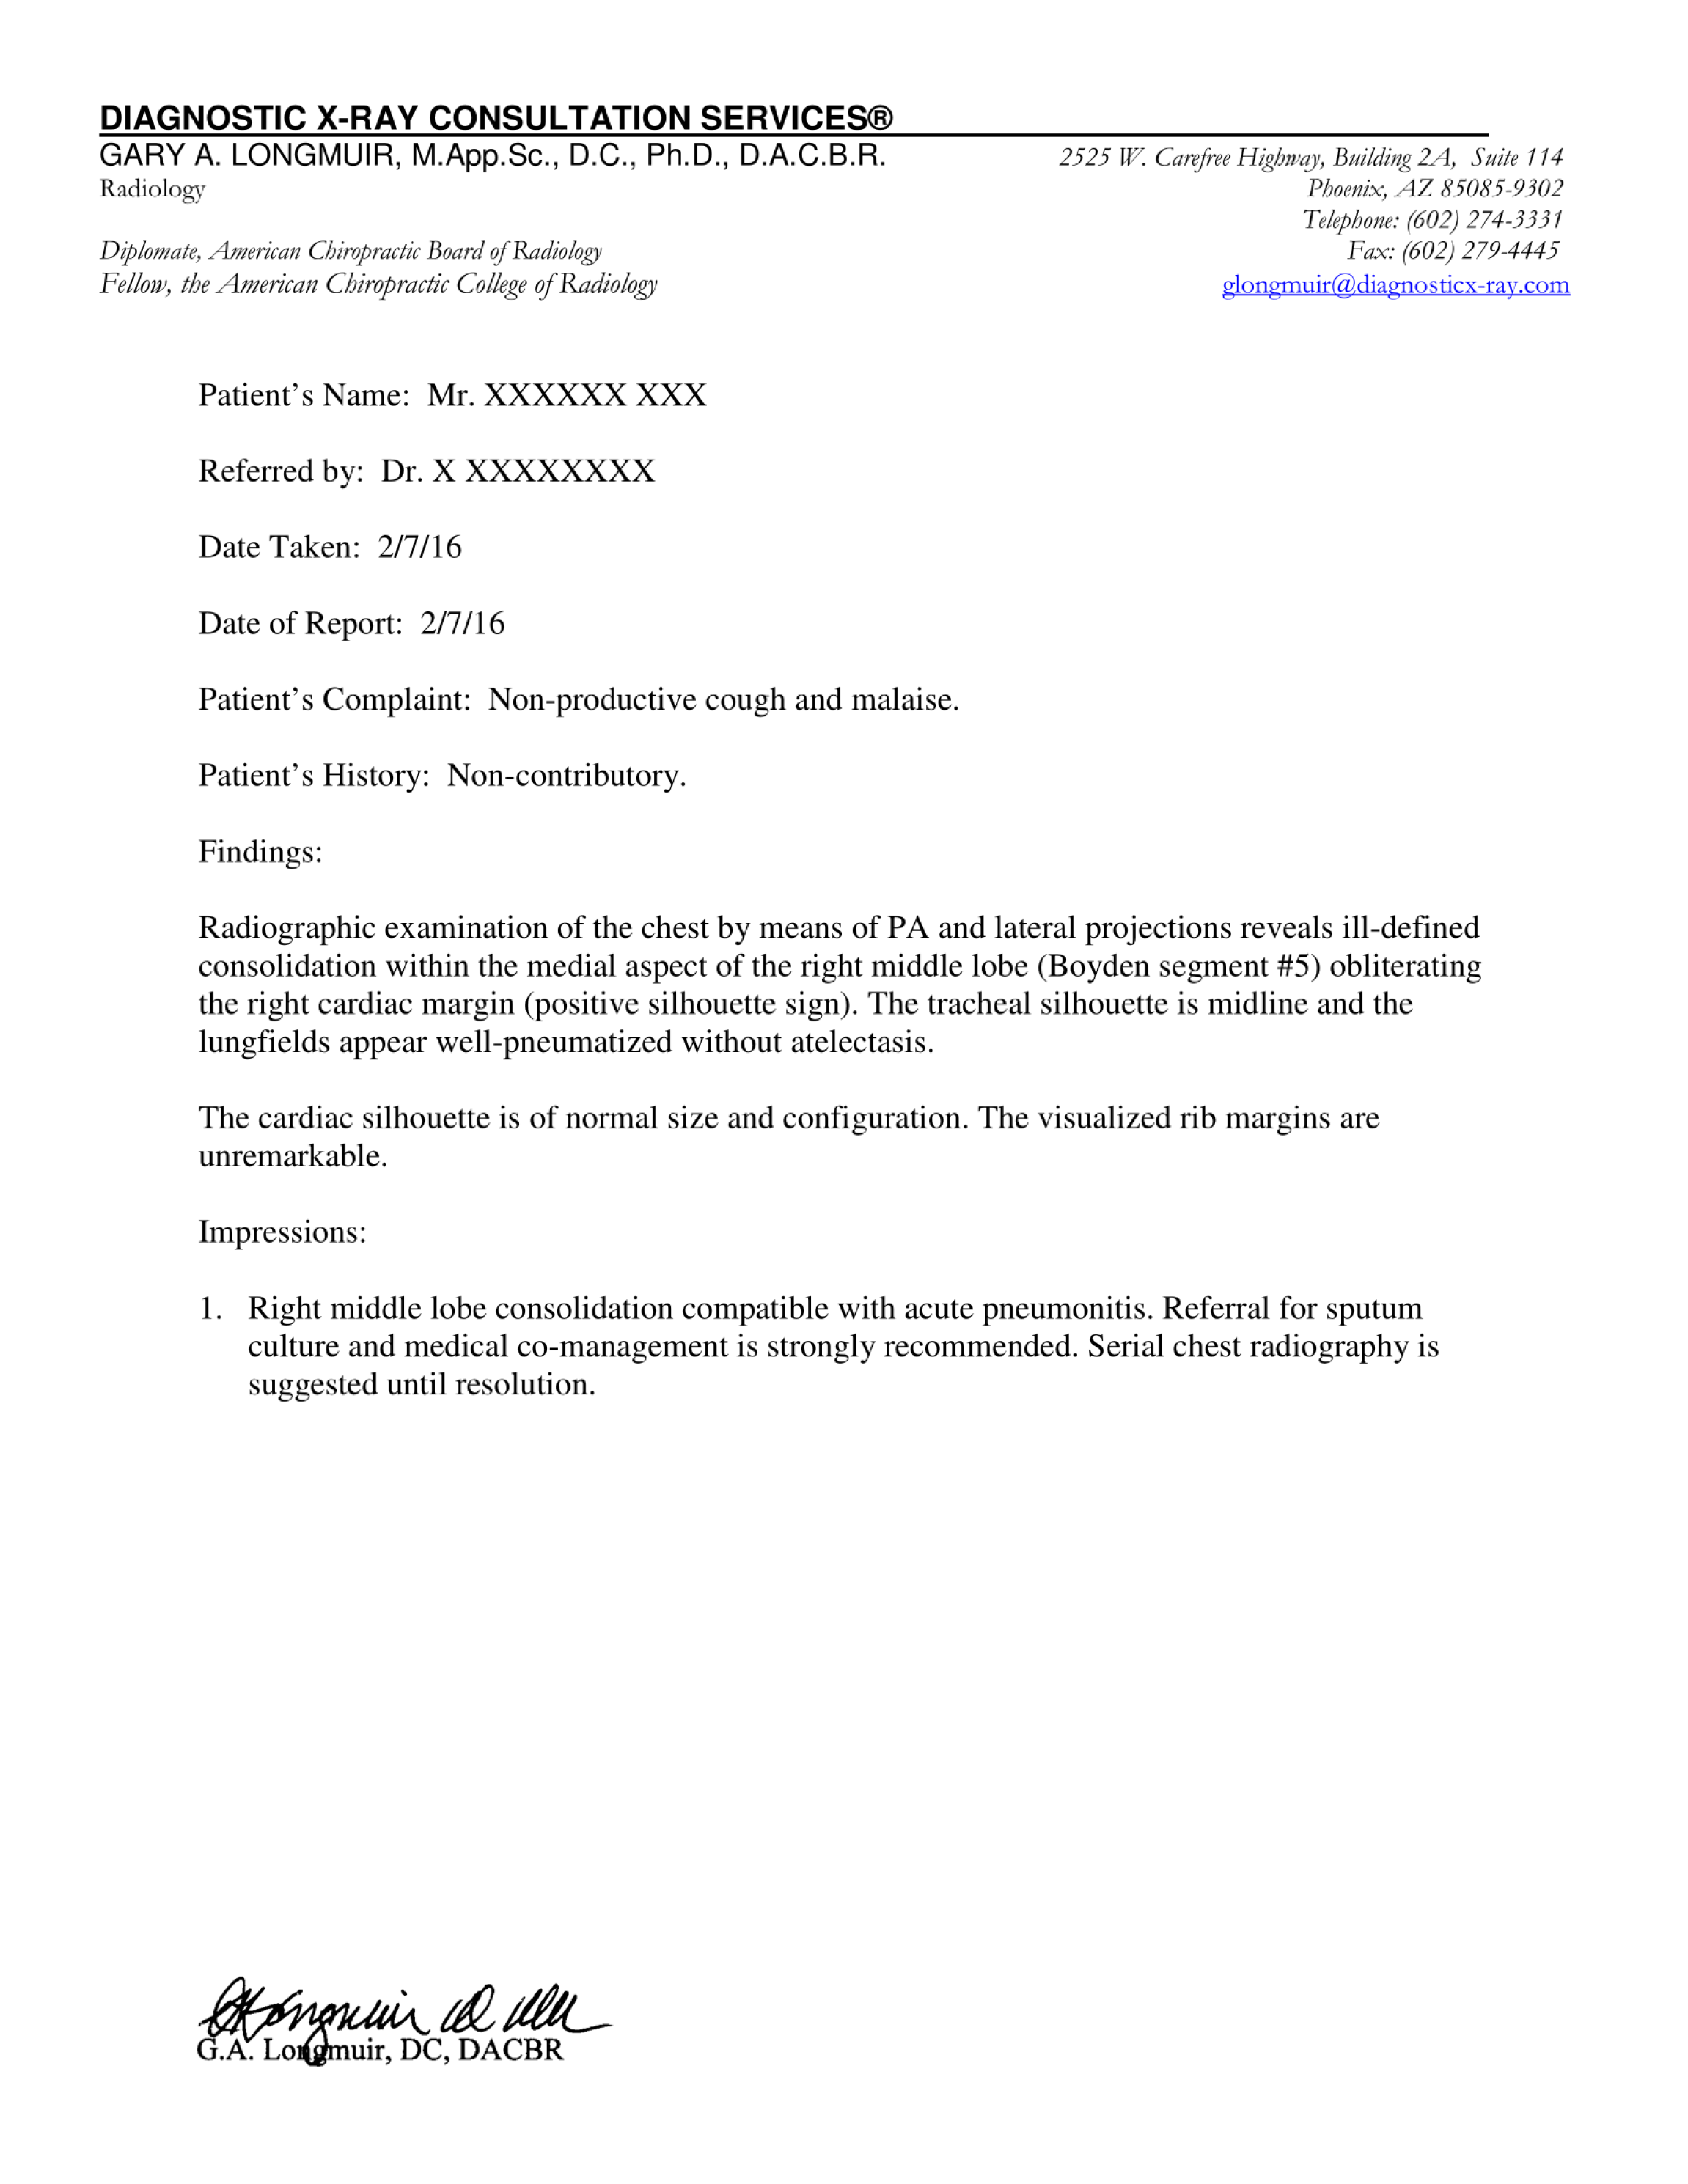 DIAGNOSTIC X-RAY CONSULTATION SERVICES®
GARY A. LONGMUIR, M.App.Sc., D.C., Ph.D., D.A.C.B.R.
Radiology
Diplomate, American Chiropractic Board of Radiology
Fellow, the American Chiropractic College of Radiology
2525 W. Carefree Highway, Building 2A, Suite 114
Phoenix, AZ 85085-9302
Telephone: (602) 274-3331
Fax: (602) 279-4445
glongmuir@diagnosticx-ray.com
Patient's Name: Mr. XXXXXX XXX
Referred by: Dr. X XXXXXXXX
Date Taken: 2/7/16
Date of Report: 2/7/16
Patient's Complaint: Non-productive cough and malaise.
Patient's History: Non-contributory.
Findings:
Radiographic examination of the chest by means of PA and lateral projections reveals ill-defined
consolidation within the medial aspect of the right middle lobe (Boyden segment #5) obliterating
the right cardiac margin (positive silhouette sign). The tracheal silhouette is midline and the
lungfields appear well-pneumatized without atelectasis.
The cardiac silhouette is of normal size and configuration. The visualized rib margins are
unremarkable.
Impressions:
1. Right middle lobe consolidation compatible with acute pneumonitis. Referral for sputum
culture and medical co-management is strongly recommended. Serial chest radiography is
suggested until resolution.
G.A. Longmuir, DC, DACBR